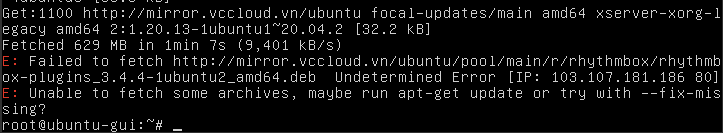 Get:1100 http://mirror.vccloud.vn/ubuntu focal-updates/main amd64 xserver-xorg-l
egacy amd64 2:1.20.13-1ubuntu1~20.04.2 [32.2 kB]
Fetched 629 MB in 1min 7s (9,401 kB/s)
E: Failed to fetch http://mirror.vccloud.vn/ubuntu/pool/main/r/rhythmbox/rhythmb
ox-plugins_3.4.4-1ubuntu2_amd64.deb  Undetermined Error [IP: 103.107.181.186 80]
E: Unable to fetch some archives, maybe run apt-get update or try with --fix-mis
sing?
root@ubuntu-gui:~# _